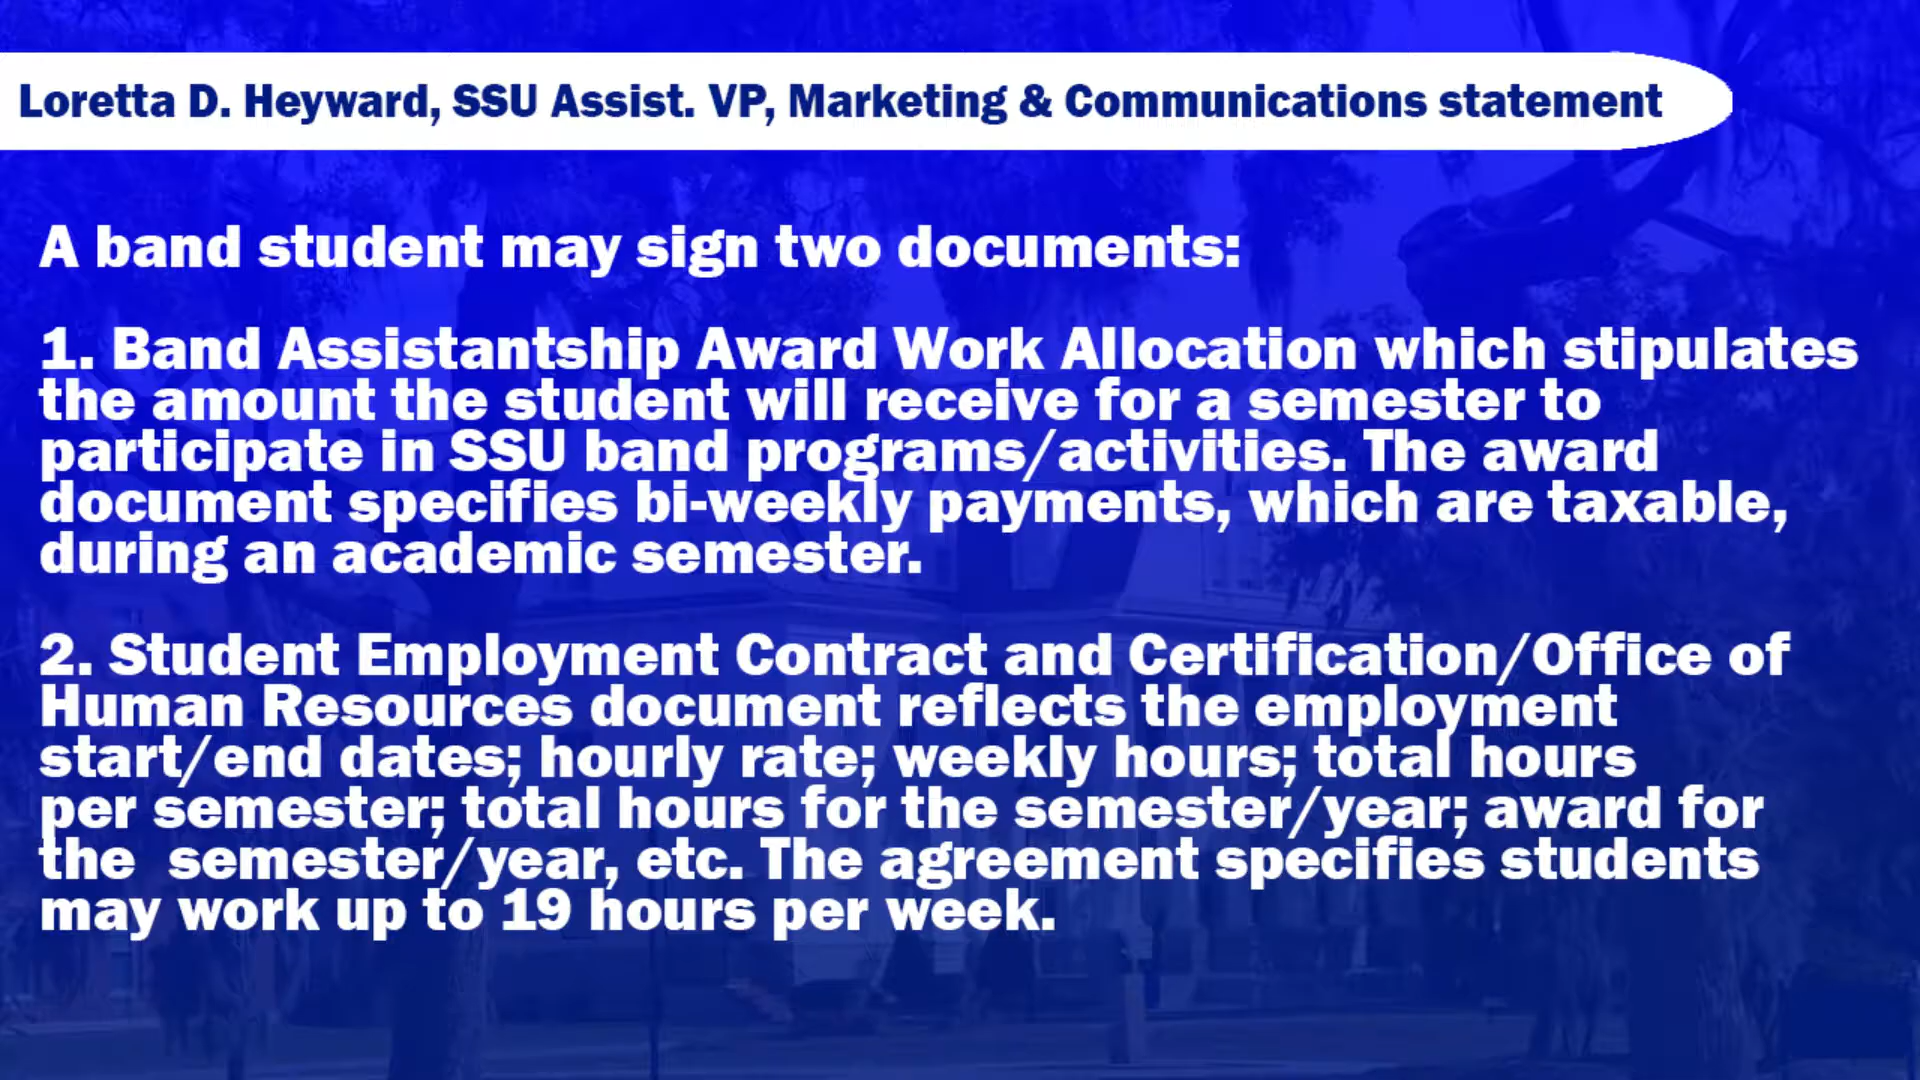 Loretta D. Heyward, SSU Assist. VP, Marketing & Communications statement
A band student may sign two documents:
1. Band Assistantship Award Work Allocation which stipulates
the amount the student will receive for a semester to
participate in SSU band programs/activities. The award
document specifies bi-weekly payments, which are taxable,
during an academic semester.
2. Student Employment Contract and Certification/Office of
Human Resources document reflects the employment
start/end dates; hourly rate; weekly hours; total hours
per semester; total hours for the semester/year; award for
the  semester/year, etc. The agreement specifies students
may work up to 19 hours per week.